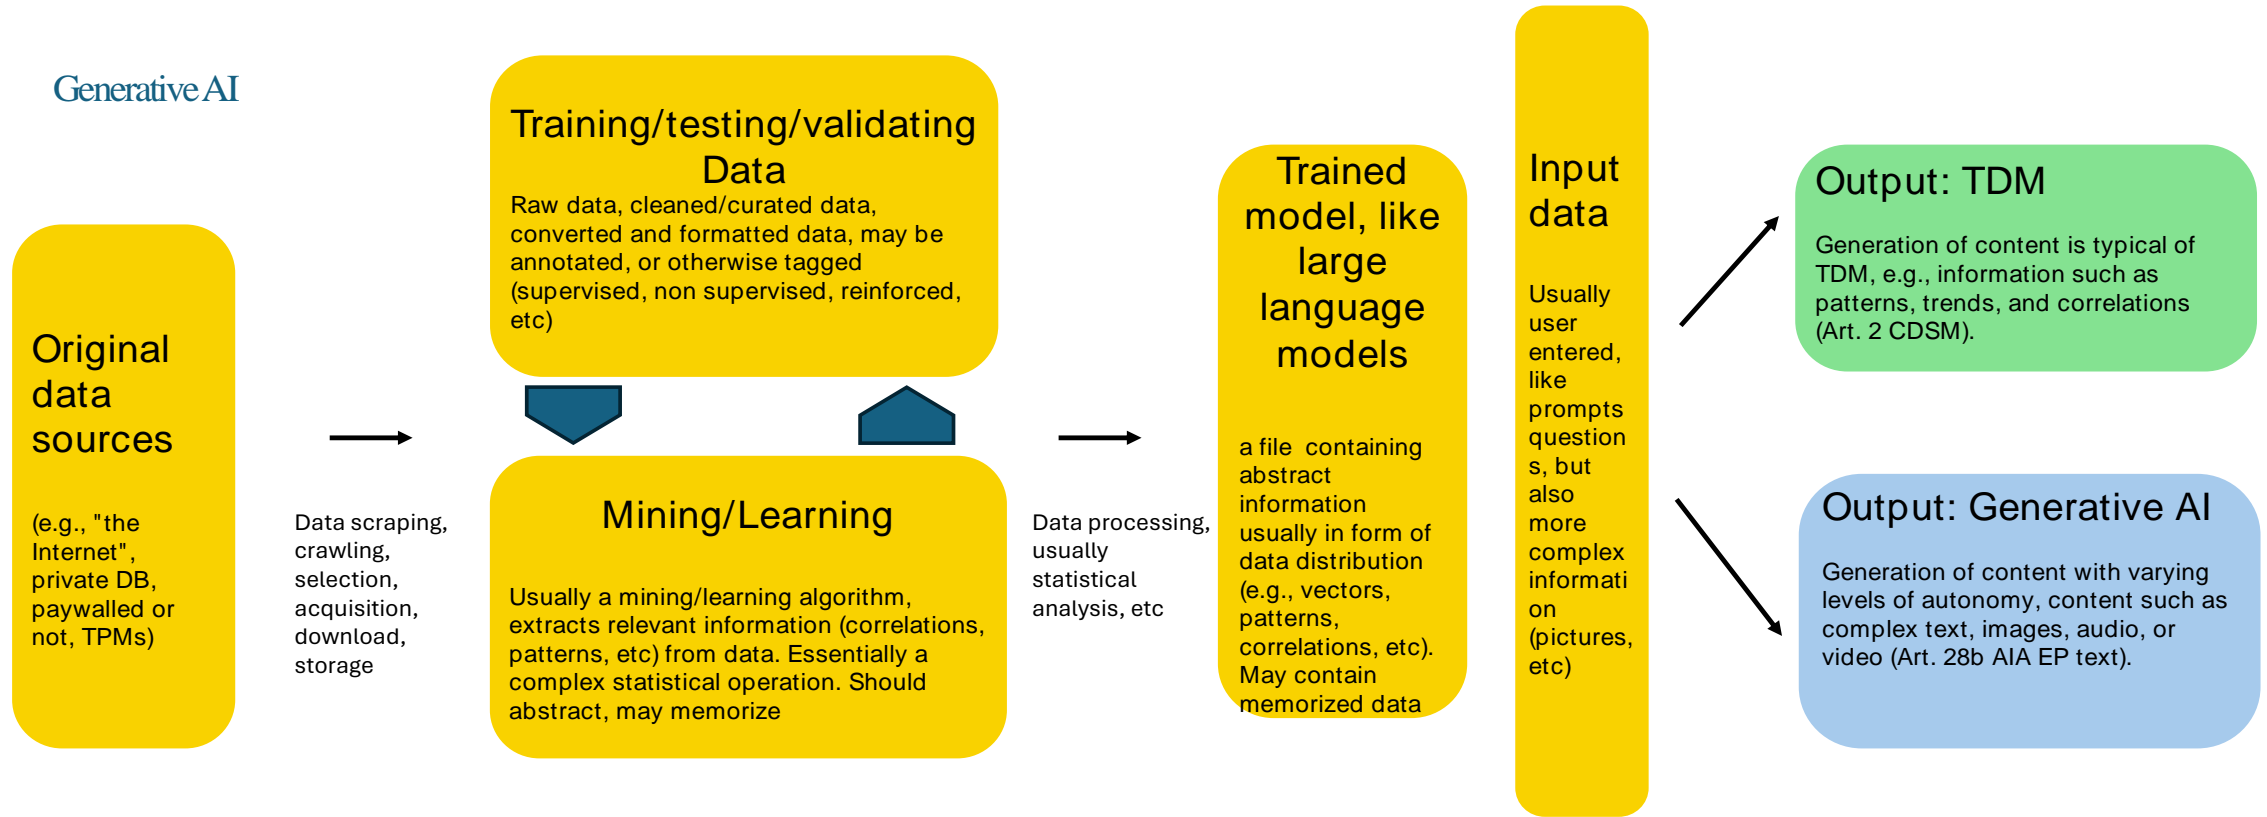 Generative AI
Original
data
sources
(e.g., "the
Internet",
private DB,
paywalled or
not, TPMs)
Data scraping,
crawling,
selection,
acquisition,
download,
storage
Training/testing/validating
Data
Raw data, cleaned/curated data,
converted and formatted data, may be
annotated, or otherwise tagged
(supervised, non supervised, reinforced,
etc)
Mining/Learning
Usually a mining/learning algorithm,
extracts relevant information (correlations,
patterns, etc) from data. Essentially a
complex statistical operation. Should
abstract, may memorize
Data processing,
usually
statistical
analysis, etc
Trained
model, like
large
language
models
a file containing
abstract
information
usually in form of
data distribution
(e.g., vectors,
patterns,
correlations, etc).
May contain
memorized data
Input
data
Usually
user
entered,
like
prompts
question
s, but
also
more
complex
informati
on
(pictures,
etc)
Output: TDM
Generation of content is typical of
TDM, e.g., information such as
patterns, trends, and correlations
(Art. 2 CDSM).
Output: Generative AI
Generation of content with varying
levels of autonomy, content such as
complex text, images, audio, or
video (Art. 28b AIA EP text).